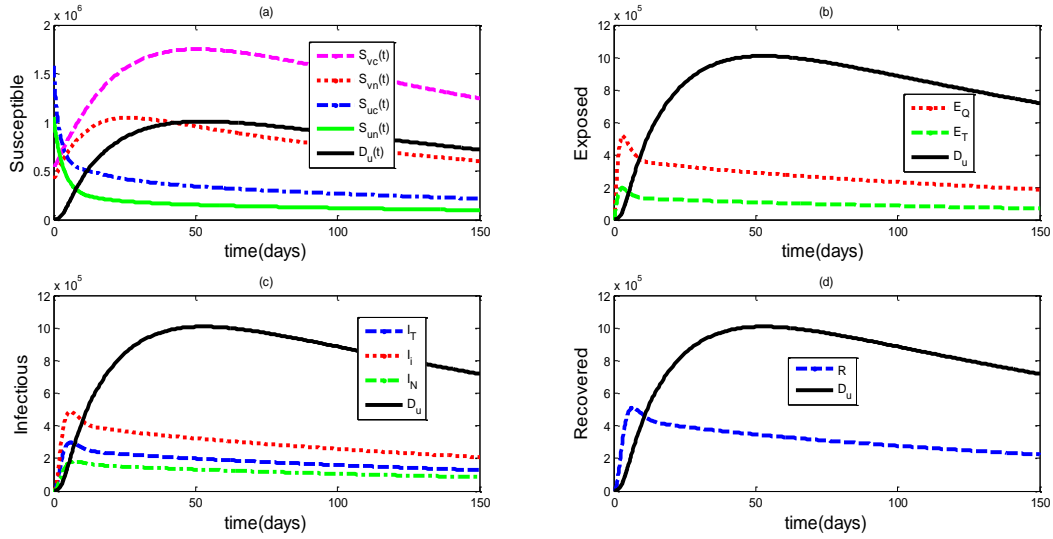 (a)
x 10^6
2
1.5
1
0.5
0
0
50
100
150
Susceptible
time(days)
S_vc(t)
S_vn(t)
S_uc(t)
S_un(t)
D_u(t)
(b)
x 10^5
12
10
8
6
4
2
0
0
50
100
150
Exposed
time(days)
E_Q
E_T
D_u
(c)
x 10^5
12
10
8
6
4
2
0
0
50
100
150
Infectious
time(days)
I_T
I_i
I_N
D_u
(d)
x 10^5
12
10
8
6
4
2
0
0
50
100
150
Recovered
time(days)
R
D_u